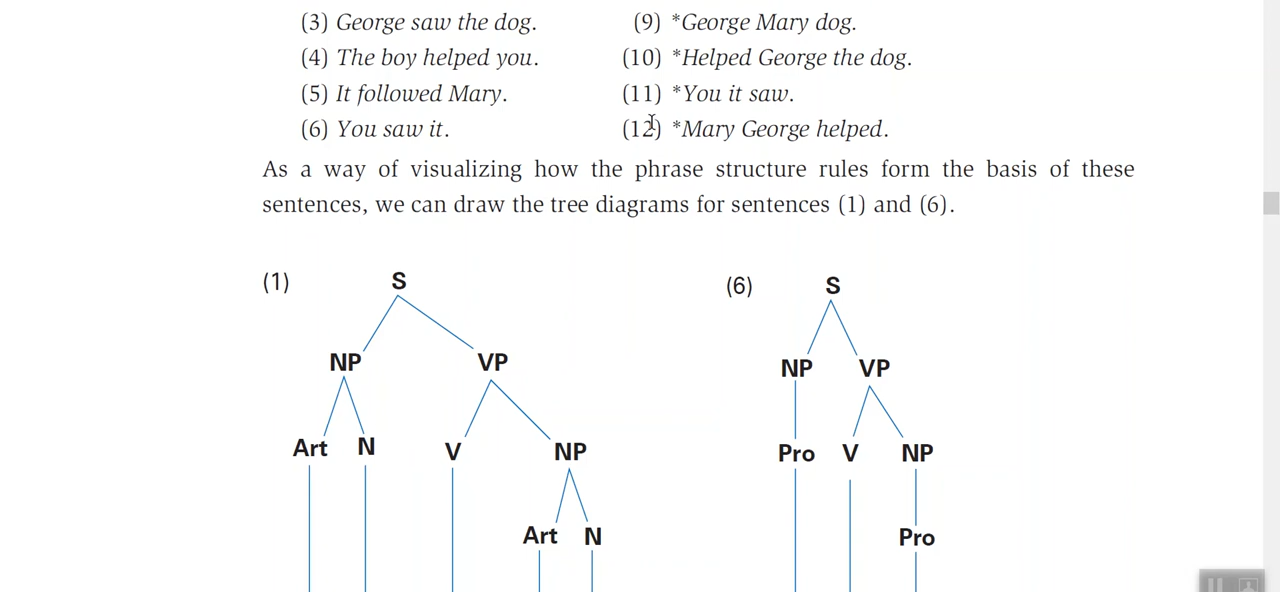 (3) George saw the dog. (9) *George Mary dog.
(4) The boy helped you. (10) *Helped George the dog.
(5) It followed Mary. (11) *You it saw.
(6) You saw it. (12) *Mary George helped.
As a way of visualizing how the phrase structure rules form the basis of these
sentences, we can draw the tree diagrams for sentences (1) and (6).
(1) S (6) S
NP VP NP VP
Art N V NP Pro V NP
Art N Pro